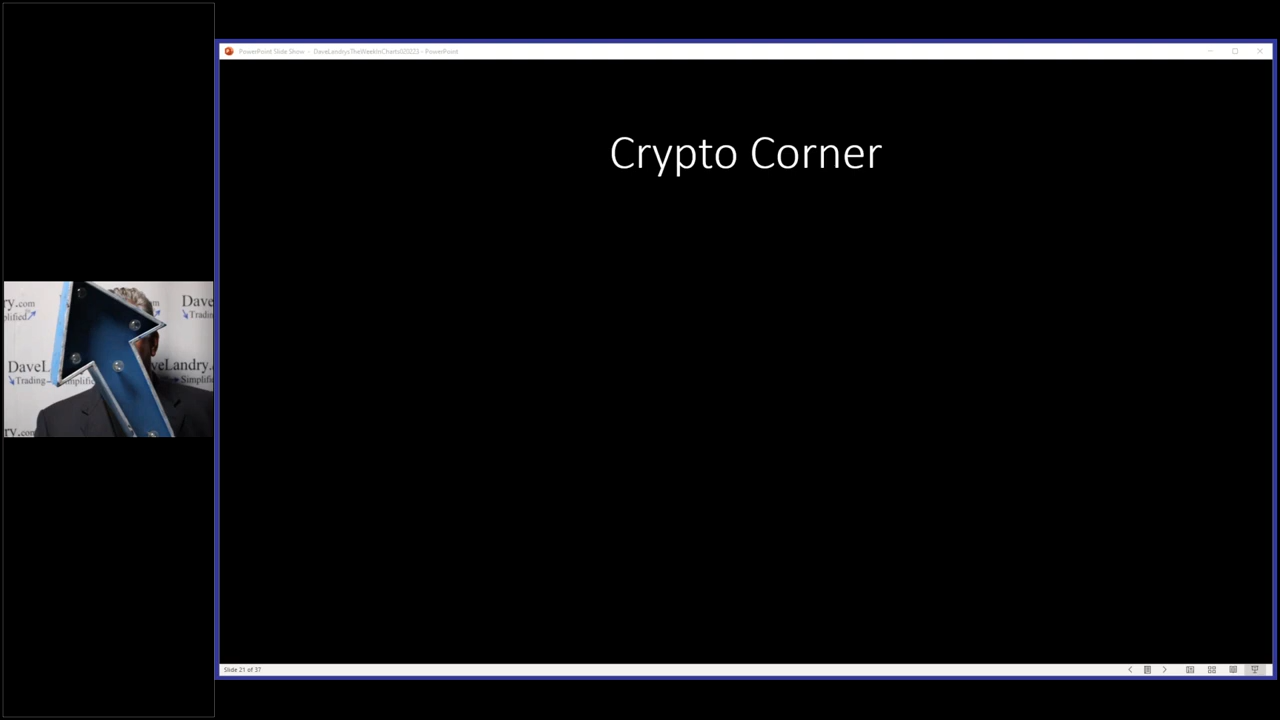 PowerPoint Slide Show - DaveLandrysTheWeekInCharts020223 - PowerPoint
Crypto Corner
ry.com
plified
Dave
Tradin
DaveL
Trading
Simplifie
veLandry.
Simplifi
ry.com
Slide 21 of 37